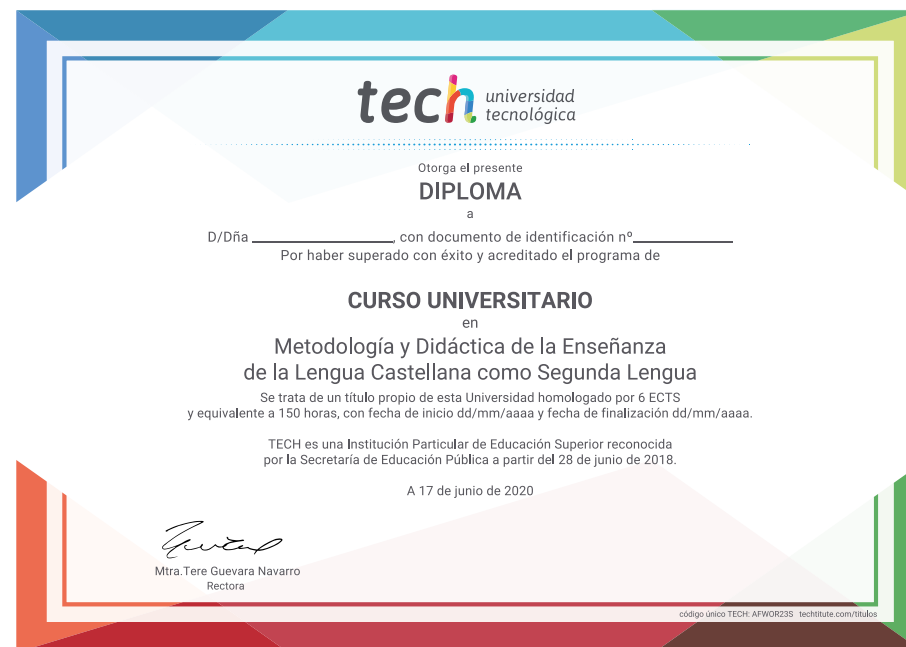 tech universidad
tecnológica
Otorga el presente
DIPLOMA
a
D/Dña ____________________, con documento de identificación nº______________
Por haber superado con éxito y acreditado el programa de
CURSO UNIVERSITARIO
en
Metodología y Didáctica de la Enseñanza
de la Lengua Castellana como Segunda Lengua
Se trata de un título propio de esta Universidad homologado por 6 ECTS
y equivalente a 150 horas, con fecha de inicio dd/mm/aaaa y fecha de finalización dd/mm/aaaa.
TECH es una Institución Particular de Educación Superior reconocida
por la Secretaría de Educación Pública a partir del 28 de junio de 2018.
A 17 de junio de 2020
Mtra.Tere Guevara Navarro
Rectora
código único TECH: AFWOR23S techtitute.com/titulos